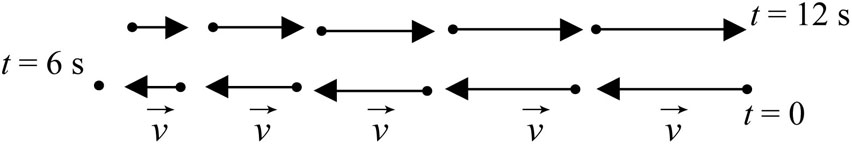 t = 12 s
t = 6 s
t = 0
v⃗ v⃗ v⃗ v⃗ v⃗